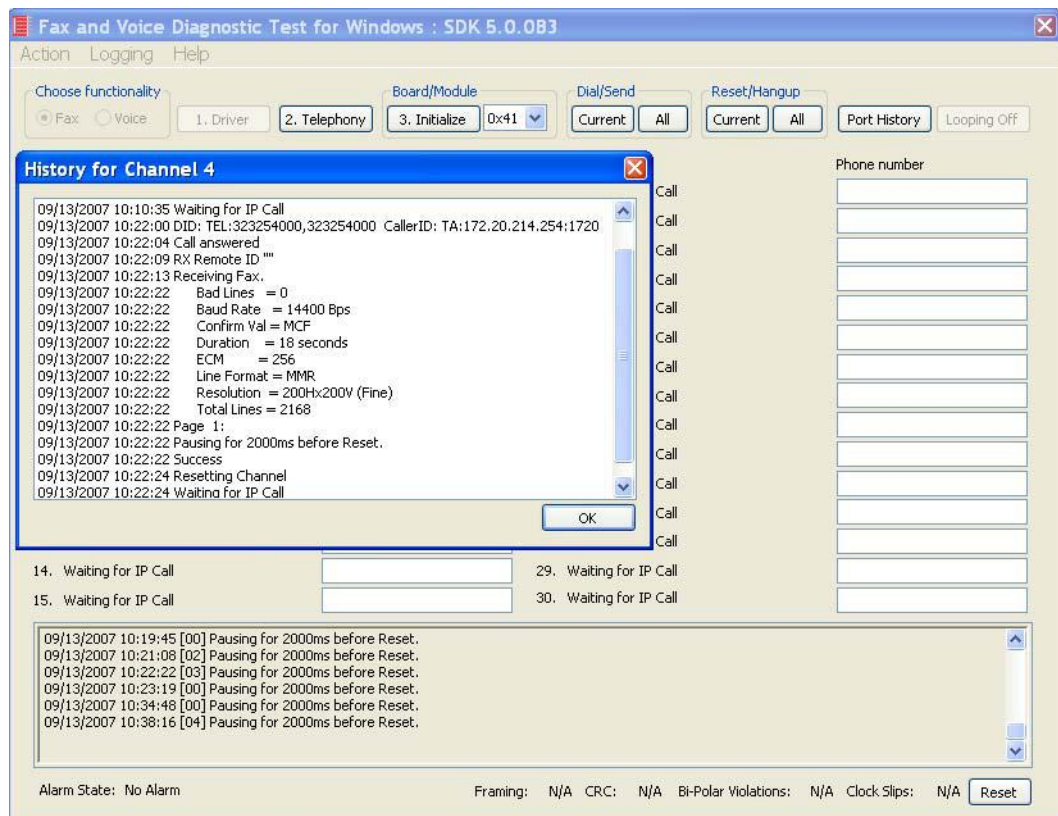 Fax and Voice Diagnostic Test for Windows : SDK 5.0.0B3
Action Logging Help
Choose functionality
Board/Module
Dial/Send
Reset/Hangup
Fax Voice 1. Driver 2. Telephony 3. Initialize 0x41 Current All Current All Port History Looping Off
History for Channel 4
Phone number
09/13/2007 10:10:35 Waiting for IP Call
09/13/2007 10:22:00 DID: TEL:323254000,323254000 CallerID: TA:172.20.214.254:1720
09/13/2007 10:22:04 Call answered
09/13/2007 10:22:09 RX Remote ID ""
09/13/2007 10:22:13 Receiving Fax.
09/13/2007 10:22:22 Bad Lines = 0
09/13/2007 10:22:22 Baud Rate = 14400 Bps
09/13/2007 10:22:22 Confirm Val = MCF
09/13/2007 10:22:22 Duration = 18 seconds
09/13/2007 10:22:22 ECM = 256
09/13/2007 10:22:22 Line Format = MMR
09/13/2007 10:22:22 Resolution = 200Hx200V (Fine)
09/13/2007 10:22:22 Total Lines = 2168
09/13/2007 10:22:22 Page 1:
09/13/2007 10:22:22 Pausing for 2000ms before Reset.
09/13/2007 10:22:22 Success
09/13/2007 10:22:24 Resetting Channel
09/13/2007 10:22:24 Waiting for IP Call
OK
Call
Call
Call
Call
Call
Call
Call
Call
Call
Call
Call
Call
Call
14. Waiting for IP Call
29. Waiting for IP Call
15. Waiting for IP Call
30. Waiting for IP Call
09/13/2007 10:19:45 [00] Pausing for 2000ms before Reset.
09/13/2007 10:21:08 [02] Pausing for 2000ms before Reset.
09/13/2007 10:22:22 [03] Pausing for 2000ms before Reset.
09/13/2007 10:23:19 [00] Pausing for 2000ms before Reset.
09/13/2007 10:34:48 [00] Pausing for 2000ms before Reset.
09/13/2007 10:38:16 [04] Pausing for 2000ms before Reset.
Alarm State: No Alarm
Framing: N/A CRC: N/A Bi-Polar Violations: N/A Clock Slips: N/A Reset